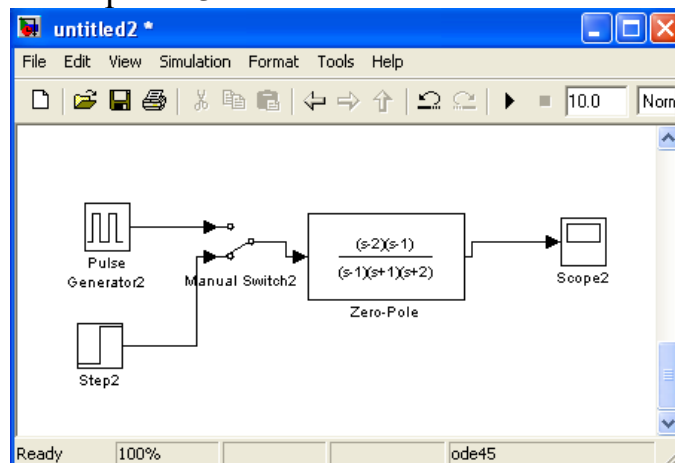 untitled2 *
File Edit View Simulation Format Tools Help
10.0 Norn
Pulse
Generator2
Manual Switch2
(s-2)(s-1)
(s-1)(s+1)(s+2)
Zero-Pole
Scope2
Step2
Ready 100% ode45